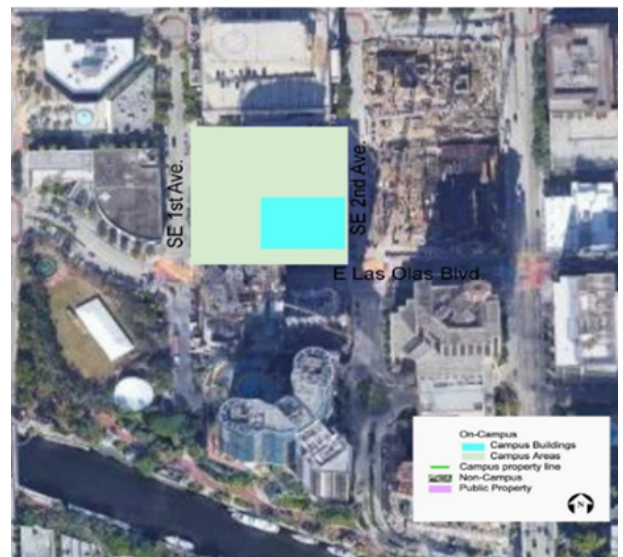 SE 1st Ave.
SE 2nd Ave.
E Las Olas Blvd
On-Campus
Campus Buildings
Campus Areas
Campus property line
Non-Campus
Public Property
N